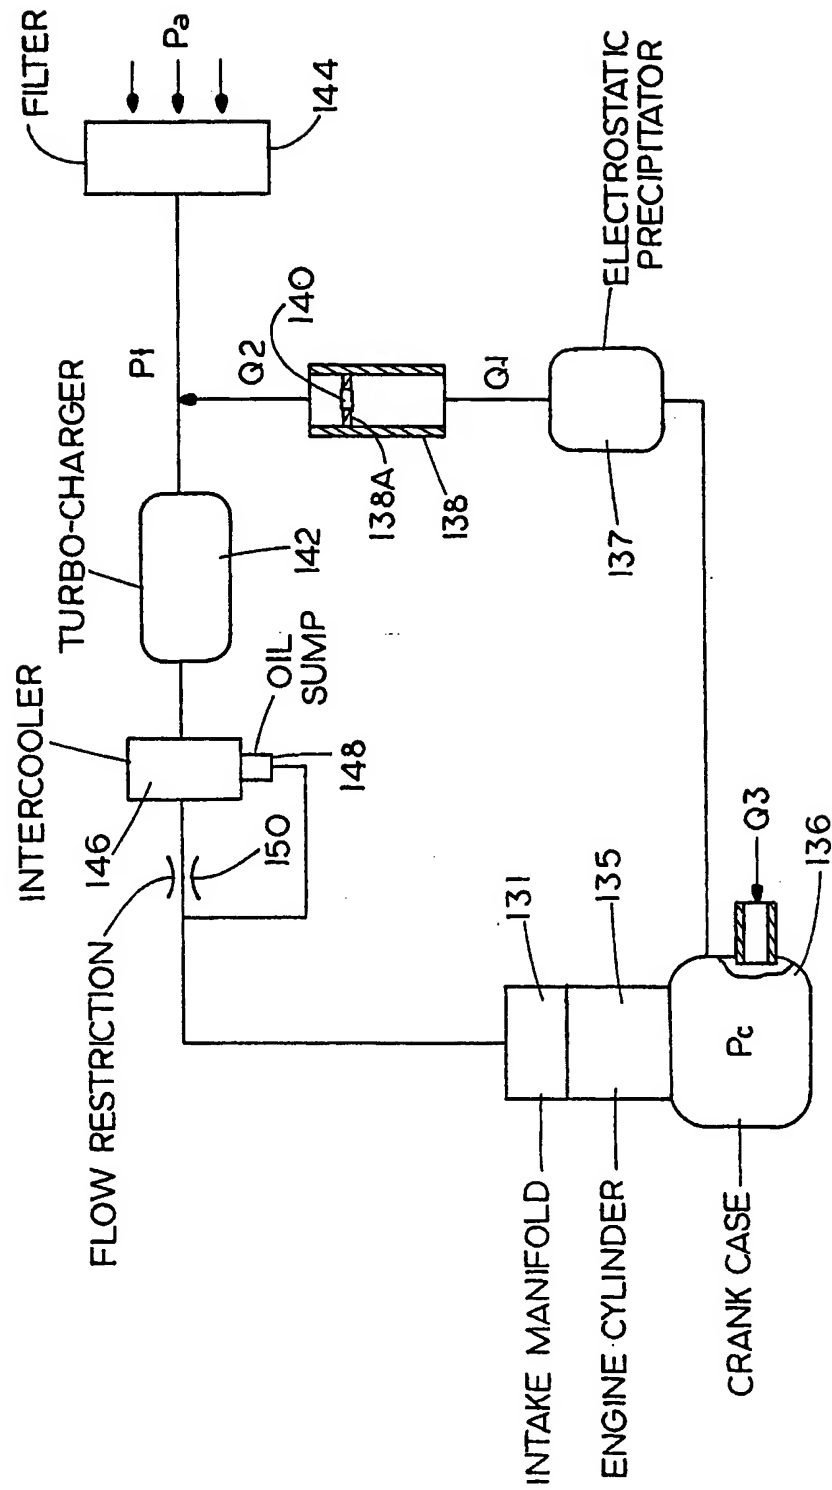 FILTER
Pa
144
P1
Q2
140
138A
138
Q1
ELECTROSTATIC
PRECIPITATOR
137
TURBO-CHARGER
142
INTERCOOLER
146
OIL
SUMP
148
150
FLOW RESTRICTION
131
135
Q3
136
Pc
INTAKE MANIFOLD
ENGINE CYLINDER
CRANK CASE